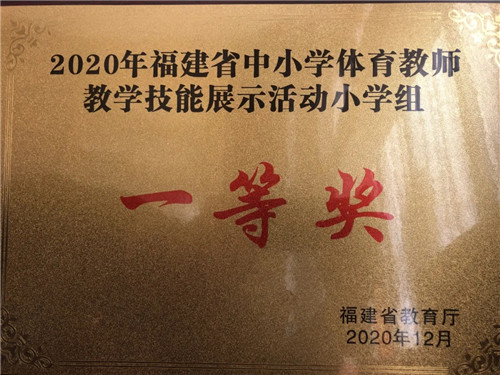 2020年福建省中小学体育教师
教学技能展示活动小学组
一等奖
福建省教育厅
2020年12月